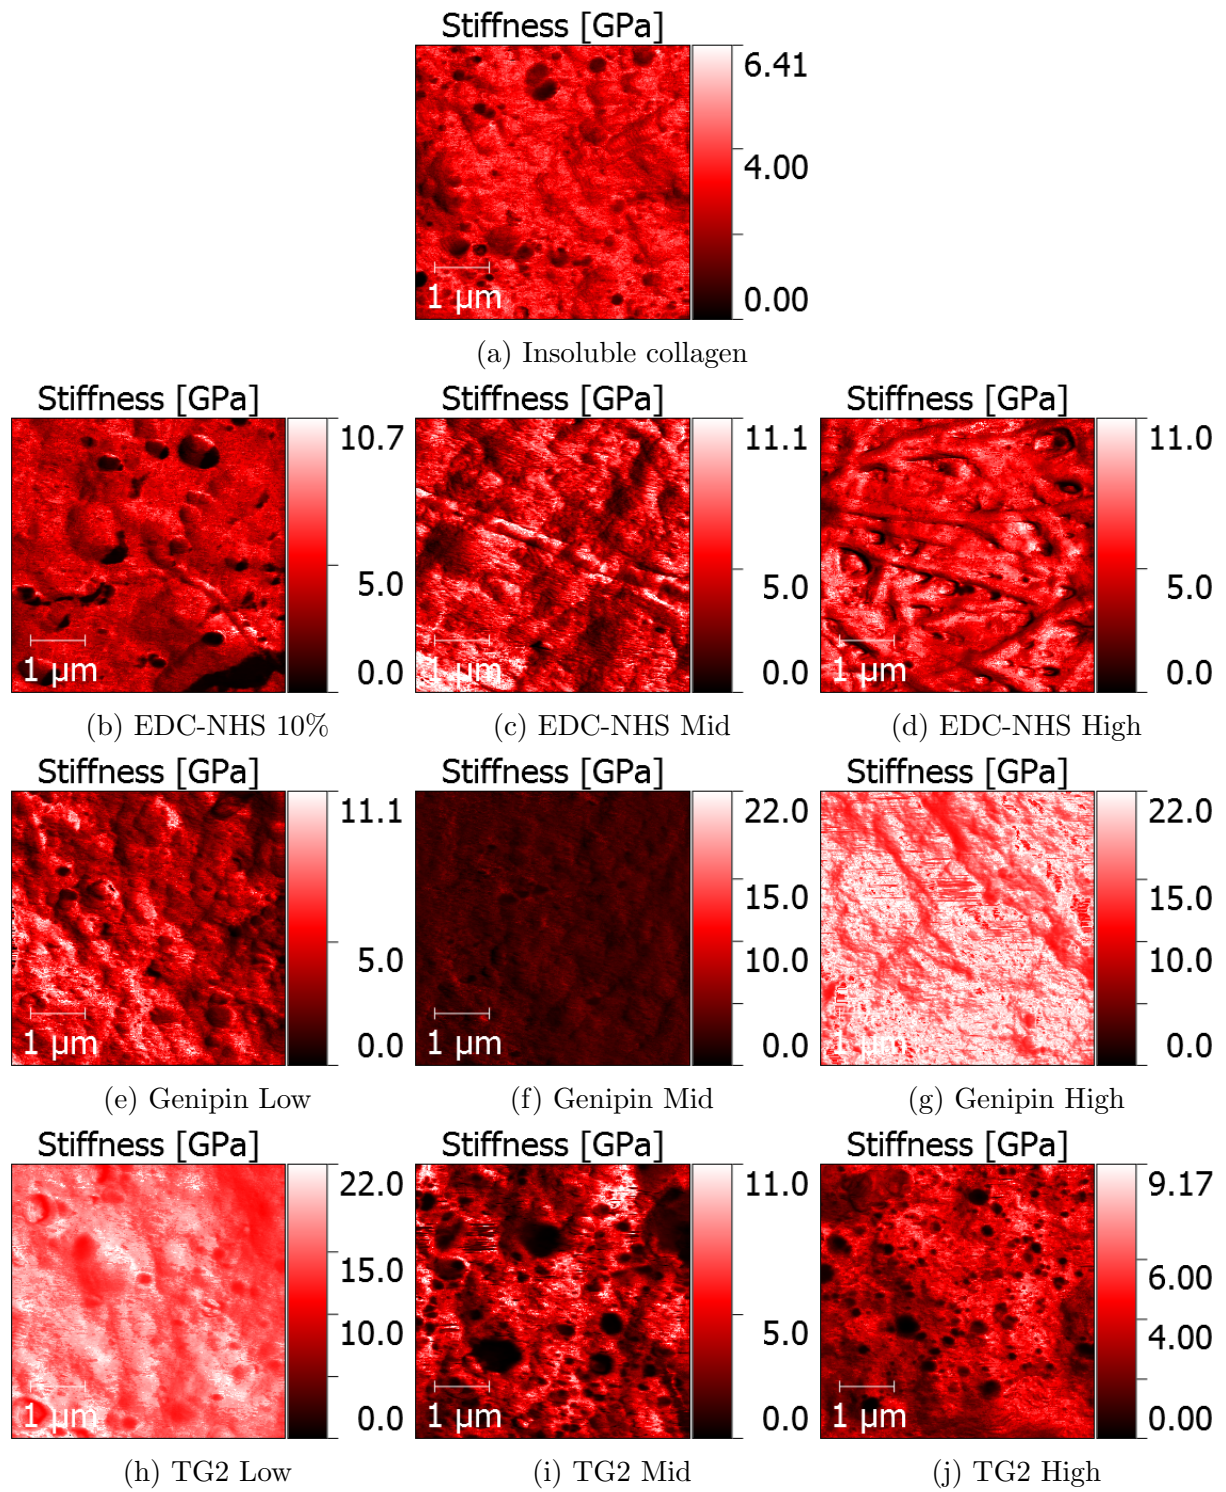 Stiffness [GPa]
6.41
4.00
0.00
1 µm
(a) Insoluble collagen
Stiffness [GPa]
10.7
5.0
0.0
1 µm
(b) EDC-NHS 10%
Stiffness [GPa]
11.1
5.0
0.0
1 µm
(c) EDC-NHS Mid
Stiffness [GPa]
11.0
5.0
0.0
1 µm
(d) EDC-NHS High
Stiffness [GPa]
11.1
5.0
0.0
1 µm
(e) Genipin Low
Stiffness [GPa]
22.0
15.0
10.0
0.0
1 µm
(f) Genipin Mid
Stiffness [GPa]
22.0
15.0
10.0
0.0
1 µm
(g) Genipin High
Stiffness [GPa]
22.0
15.0
10.0
0.0
1 µm
(h) TG2 Low
Stiffness [GPa]
11.0
5.0
0.0
1 µm
(i) TG2 Mid
Stiffness [GPa]
9.17
6.00
4.00
0.00
1 µm
(j) TG2 High